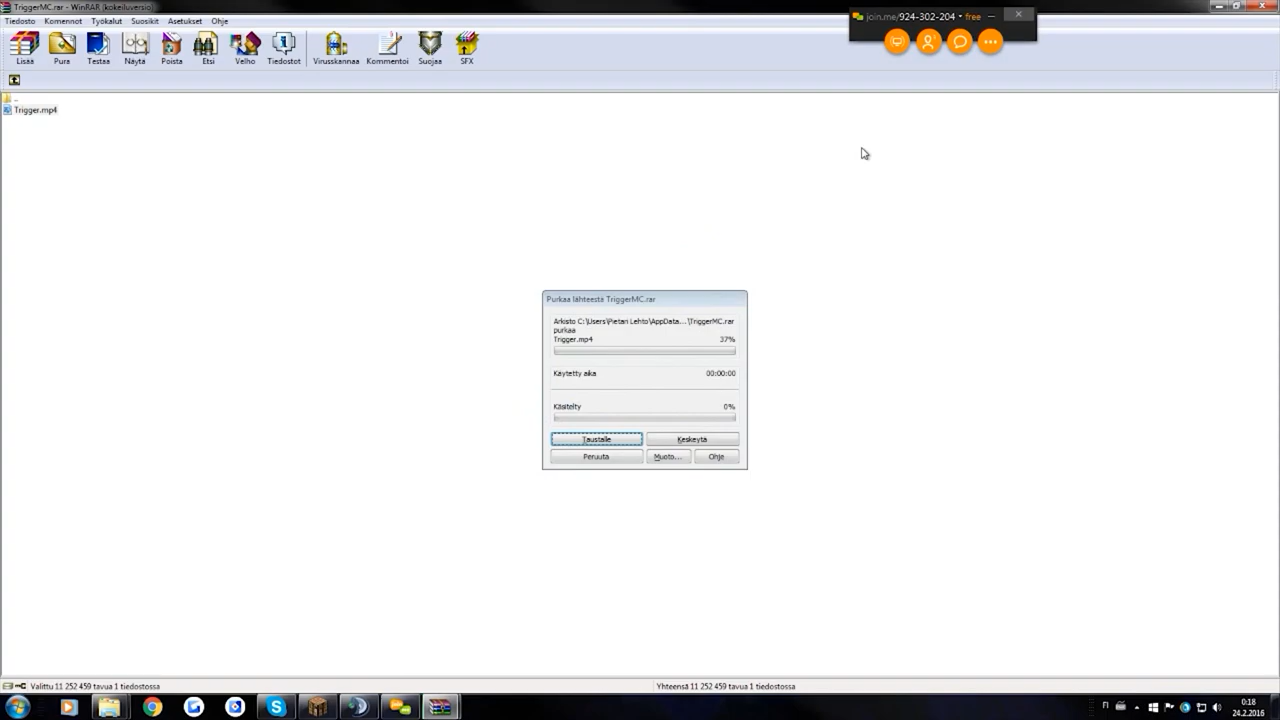 TriggerMC.rar - WinRAR (kokeiluversio)
join.me/924-302-204 free
Tiedosto Komennot Työkalut Suosikit Asetukset Ohje
Lisää Pura Testaa Näytä Poista Etsi Velho Tiedostot Virusskannaa Kommentoi Suojaa SFX
..
Trigger.mp4
Purkaa lähteestä TriggerMC.rar
Arkisto C:\Users\Pietari Lehto\AppData...\TriggerMC.rar
purkaa
Trigger.mp4 37%
Käytetty aika 00:00:00
Käsitelty 0%
Taustalle Keskeytä
Peruuta Muoto... Ohje
Valittu 11 252 459 tavua 1 tiedostossa Yhteensä 11 252 459 tavua 1 tiedostossa
FI 0:18
24.2.2016